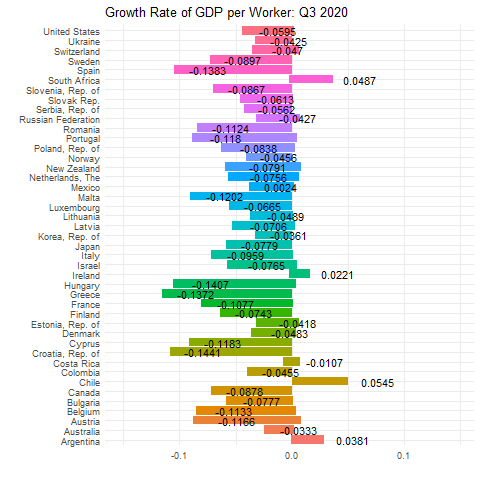 Growth Rate of GDP per Worker: Q3 2020
United States -0.0595
Ukraine -0.0425
Switzerland -0.047
Sweden -0.0897
Spain -0.1383
South Africa 0.0487
Slovenia, Rep. of -0.0867
Slovak Rep. -0.0613
Serbia, Rep. of -0.0562
Russian Federation -0.0427
Romania -0.1124
Portugal -0.118
Poland, Rep. of -0.0838
Norway -0.0456
New Zealand -0.0791
Netherlands, The -0.0756
Mexico 0.0024
Malta -0.1202
Luxembourg -0.0665
Lithuania -0.0489
Latvia -0.0706
Korea, Rep. of -0.0361
Japan -0.0779
Italy -0.0959
Israel -0.0765
Ireland 0.0221
Hungary -0.1407
Greece -0.1372
France -0.1077
Finland -0.0743
Estonia, Rep. of -0.0418
Denmark -0.0483
Cyprus -0.1183
Croatia, Rep. of -0.1441
Costa Rica -0.0107
Colombia -0.0455
Chile 0.0545
Canada -0.0878
Bulgaria -0.0777
Belgium -0.1133
Austria -0.1166
Australia -0.0333
Argentina 0.0381
-0.1 0.0 0.1